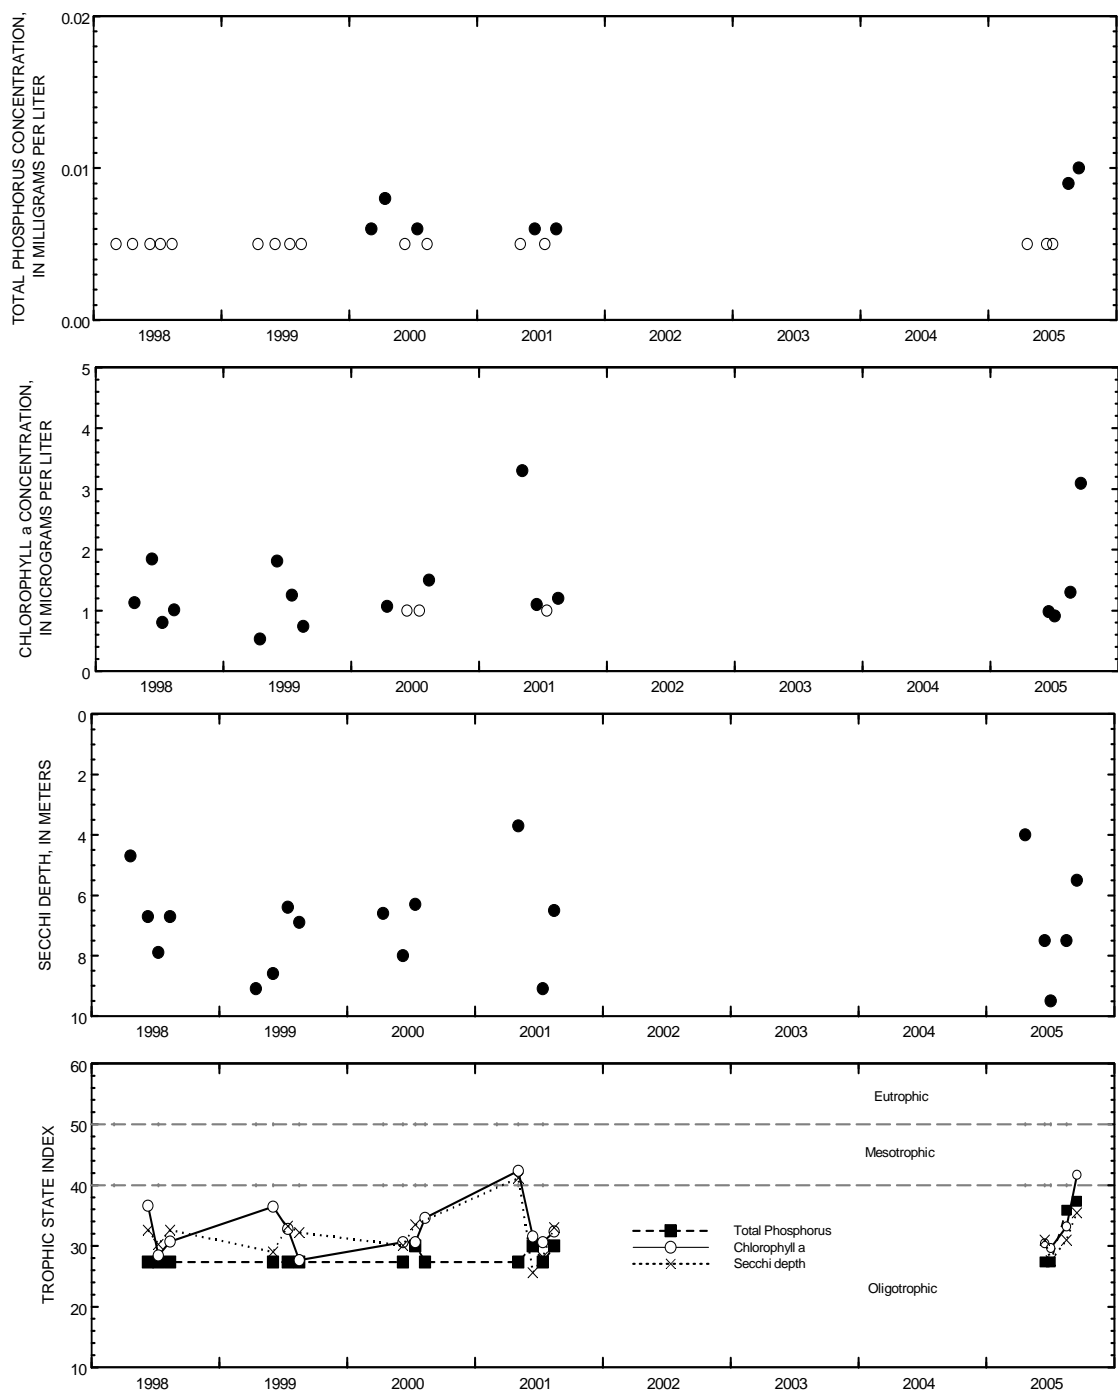 TOTAL PHOSPHORUS CONCENTRATION,
IN MILLIGRAMS PER LITER
0.02
0.01
0.00
1998 1999 2000 2001 2002 2003 2004 2005
CHLOROPHYLL a CONCENTRATION,
IN MICROGRAMS PER LITER
5
4
3
2
1
0
1998 1999 2000 2001 2002 2003 2004 2005
SECCHI DEPTH, IN METERS
0
2
4
6
8
10
1998 1999 2000 2001 2002 2003 2004 2005
TROPHIC STATE INDEX
60
Eutrophic
50
Mesotrophic
40
Total Phosphorus
Chlorophyll a
30
Secchi depth
Oligotrophic
20
10
1998 1999 2000 2001 2002 2003 2004 2005